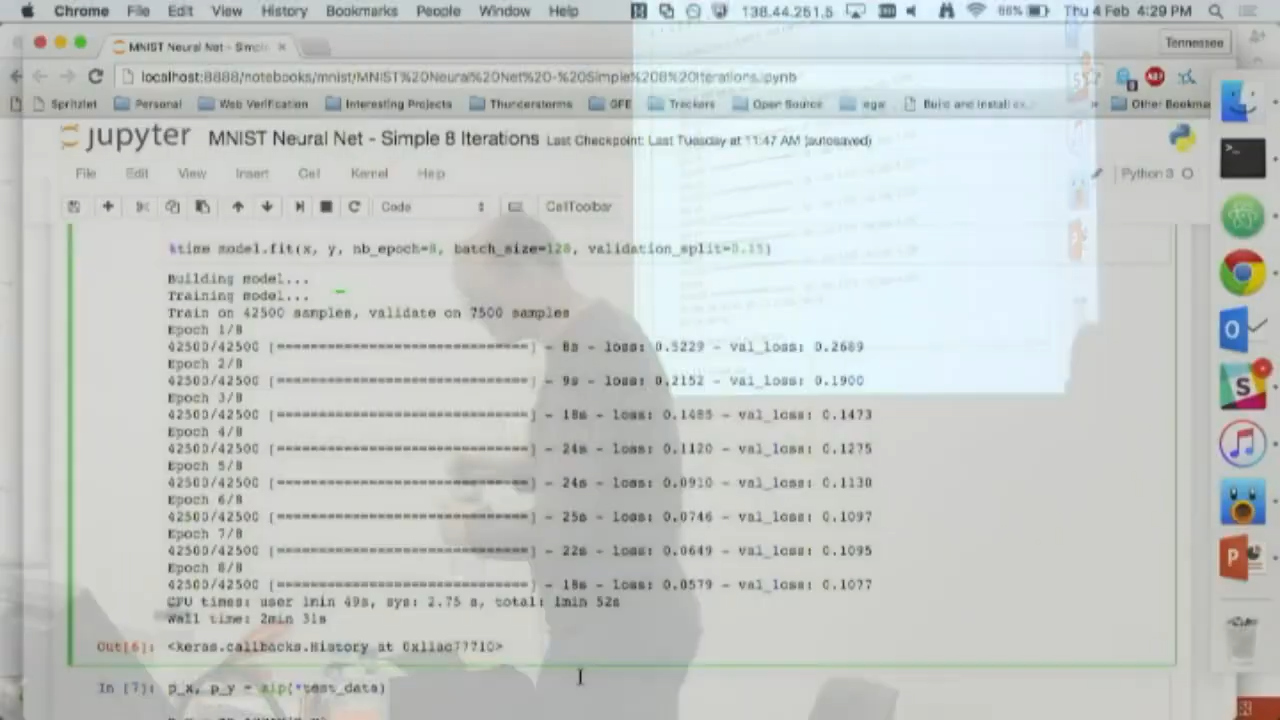 Chrome File Edit View History Bookmarks People Window Help 138.44.251.5 86% Thu 4 Feb 4:29 PM
MNIST Neural Net - Simple Tennessee
localhost:8888/notebooks/mnist/MNIST%20Neural%20Net%20-%20Simple%208%20Iterations.ipynb
Spritzlet Personal Web Verification Interesting Projects Thunderstorms GFE Trackers Open Source Build and Install Other Bookma
jupyter MNIST Neural Net - Simple 8 Iterations Last Checkpoint: Last Tuesday at 11:47 AM (autosaved)
File Edit View Insert Cell Kernel Help Python 3
Code CellToolbar
%time model.fit(x, y, nb_epoch=8, batch_size=128, validation_split=0.15)
Building model...
Training model...
Train on 42500 samples, validate on 7500 samples
Epoch 1/8
42500/42500 [==============================] - 8s - loss: 0.5229 - val_loss: 0.2689
Epoch 2/8
42500/42500 [==============================] - 9s - loss: 0.2152 - val_loss: 0.1900
Epoch 3/8
42500/42500 [==============================] - 18s - loss: 0.1485 - val_loss: 0.1473
Epoch 4/8
42500/42500 [==============================] - 24s - loss: 0.1120 - val_loss: 0.1275
Epoch 5/8
42500/42500 [==============================] - 24s - loss: 0.0910 - val_loss: 0.1130
Epoch 6/8
42500/42500 [==============================] - 25s - loss: 0.0746 - val_loss: 0.1097
Epoch 7/8
42500/42500 [==============================] - 22s - loss: 0.0649 - val_loss: 0.1095
Epoch 8/8
42500/42500 [==============================] - 18s - loss: 0.0579 - val_loss: 0.1077
CPU times: user 1min 49s, sys: 2.75 s, total: 1min 52s
Wall time: 2min 31s
Out[6]: <keras.callbacks.History at 0x11ac77710>
In [7]: p_x, p_y = zip(*test_data)